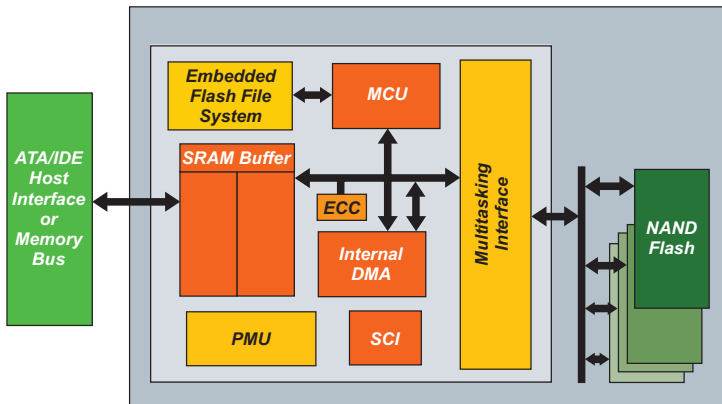 ATA/IDE
Host
Interface
or
Memory
Bus
Embedded
Flash File
System
MCU
SRAM Buffer
ECC
Internal
DMA
PMU
SCI
Multitasking
Interface
NAND
Flash